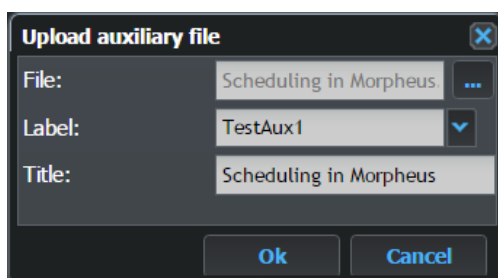 Upload auxiliary file
File: Scheduling in Morpheus. ...
Label: TestAux1
Title: Scheduling in Morpheus
Ok Cancel